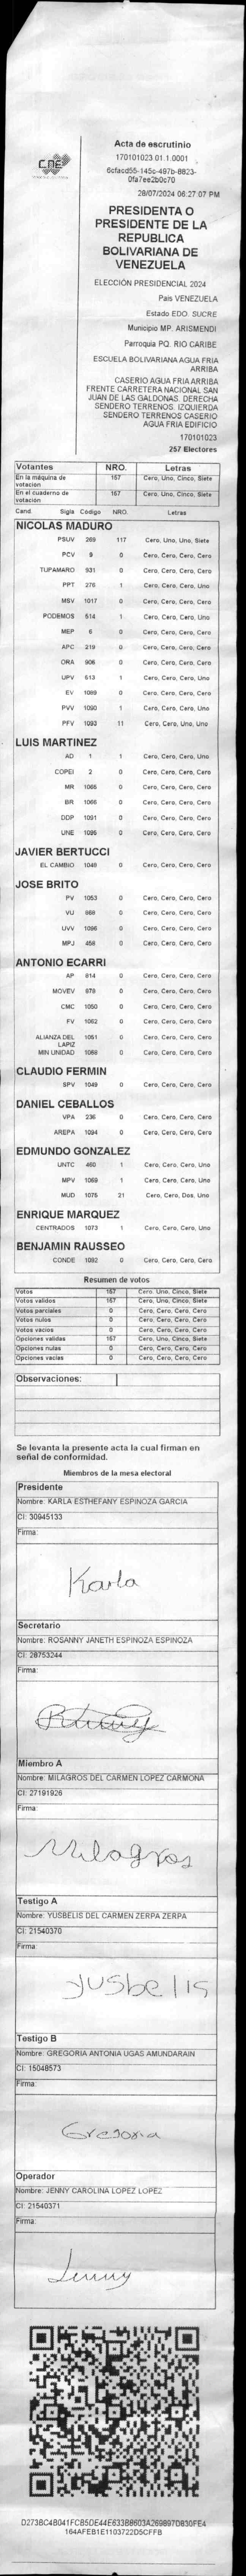 CNE
Acta de escrutinio
170101023 01.1.0001
6cfacd55-145c-497b-8823-
0fa7ee2b0c70
28/07/2024 06:27:07 PM
PRESIDENTA O
PRESIDENTE DE LA
REPUBLICA
BOLIVARIANA DE
VENEZUELA
ELECCIÓN PRESIDENCIAL 2024
Pais VENEZUELA
Estado EDO. SUCRE
Municipio MP. ARISMENDI
Parroquia PQ. RIO CARIBE
ESCUELA BOLIVARIANA AGUA FRIA
ARRIBA
CASERIO AGUA FRIA ARRIBA
FRENTE CARRETERA NACIONAL SAN
JUAN DE LAS GALDONAS. DERECHA
SENDERO TERRENOS. IZQUIERDA
SENDERO TERRENOS CASERIO
AGUA FRIA EDIFICIO
170101023
257 Electores
Votantes NRO. Letras
En la máquina de votacion 157 Cero, Uno, Cinco, Siete
En el cuaderno de votación 157 Cero, Uno, Cinco, Siete
Cand. Sigla Codigo NRO. Letras
NICOLAS MADURO
PSUV 269 117 Cero, Uno, Uno, Siete
PCV 9 0 Cero, Cero, Cero, Cero
TUPAMARO 931 0 Cero, Cero, Cero, Cero
PPT 276 1 Cero, Cero, Cero, Uno
MSV 1017 0 Cero, Cero, Cero, Cero
PODEMOS 514 1 Cero, Cero, Cero, Uno
MEP 6 0 Cero, Cero, Cero, Cero
APC 219 0 Cero, Cero, Cero, Cero
ORA 906 0 Cero, Cero, Cero, Cero
UPV 513 1 Cero, Cero, Cero, Uno
EV 1089 0 Cero, Cero, Cero, Cero
PVV 1090 1 Cero, Cero, Cero, Uno
PFV 1093 11 Cero, Cero, Uno, Uno
LUIS MARTINEZ
AD 1 1 Cero, Cero, Cero, Uno
COPEI 2 0 Cero, Cero, Cero, Cero
MR 1065 0 Cero, Cero, Cero, Cero
BR 1066 0 Cero, Cero, Cero, Cero
DDP 1091 0 Cero, Cero, Cero, Cero
UNE 1095 0 Cero, Cero, Cero, Cero
JAVIER BERTUCCI
EL CAMBIO 1048 0 Cero, Cero, Cero, Cero
JOSE BRITO
PV 1053 0 Cero, Cero, Cero, Cero
VU 968 0 Cero, Cero, Cero, Cero
UVV 1096 0 Cero, Cero, Cero, Cero
MPJ 458 0 Cero, Cero, Cero, Cero
ANTONIO ECARRI
AP 814 0 Cero, Cero, Cero, Cero
MOVEV 979 0 Cero, Cero, Cero, Cero
CMC 1050 0 Cero, Cero, Cero, Cero
FV 1062 0 Cero, Cero, Cero, Cero
ALIANZA DEL LAPIZ 1051 0 Cero, Cero, Cero, Cero
MIN UNIDAD 1088 0 Cero, Cero, Cero, Cero
CLAUDIO FERMIN
SPV 1049 0 Cero, Cero, Cero, Cero
DANIEL CEBALLOS
VPA 236 0 Cero, Cero, Cero, Cero
AREPA 1094 0 Cero, Cero, Cero, Cero
EDMUNDO GONZALEZ
UNTC 460 1 Cero, Cero, Cero, Uno
MPV 1069 1 Cero, Cero, Cero, Uno
MUD 1075 21 Cero, Cero, Dos, Uno
ENRIQUE MARQUEZ
CENTRADOS 1073 1 Cero, Cero, Cero, Uno
BENJAMIN RAUSSEO
CONDE 1082 0 Cero, Cero, Cero, Cero
Resumen de votos
Votos 157 Cero, Uno, Cinco, Siete
Votos validos 157 Cero, Uno, Cinco, Siete
Votos parciales 0 Cero, Cero, Cero, Cero
Votos nulos 0 Cero, Cero, Cero, Cero
Votos vacios 0 Cero, Cero, Cero, Cero
Opciones validas 157 Cero, Uno, Cinco, Siete
Opciones nulas 0 Cero, Cero, Cero, Cero
Opciones vacias 0 Cero, Cero, Cero, Cero
Observaciones:
Se levanta la presente acta la cual firman en
señal de conformidad.
Miembros de la mesa electoral
Presidente
Nombre: KARLA ESTHEFANY ESPINOZA GARCIA
CI: 30945133
Firma:
Karla
Secretario
Nombre: ROSANNY JANETH ESPINOZA ESPINOZA
CI: 28753244
Firma:
Miembro A
Nombre: MILAGROS DEL CARMEN LOPEZ CARMONA
CI: 27191926
Firma:
Milagros
Testigo A
Nombre: YUSBELIS DEL CARMEN ZERPA ZERPA
CI: 21540370
Firma:
yusbelis
Testigo B
Nombre: GREGORIA ANTONIA UGAS AMUNDARAIN
CI: 15048573
Firma:
Gregoria
Operador
Nombre: JENNY CAROLINA LOPEZ LOPEZ
CI: 21540371
Firma:
Jenny
D2738C4B041FCB5DE44E633B8603A269897D830FE4
164AFEB1E1103722D5CFFB